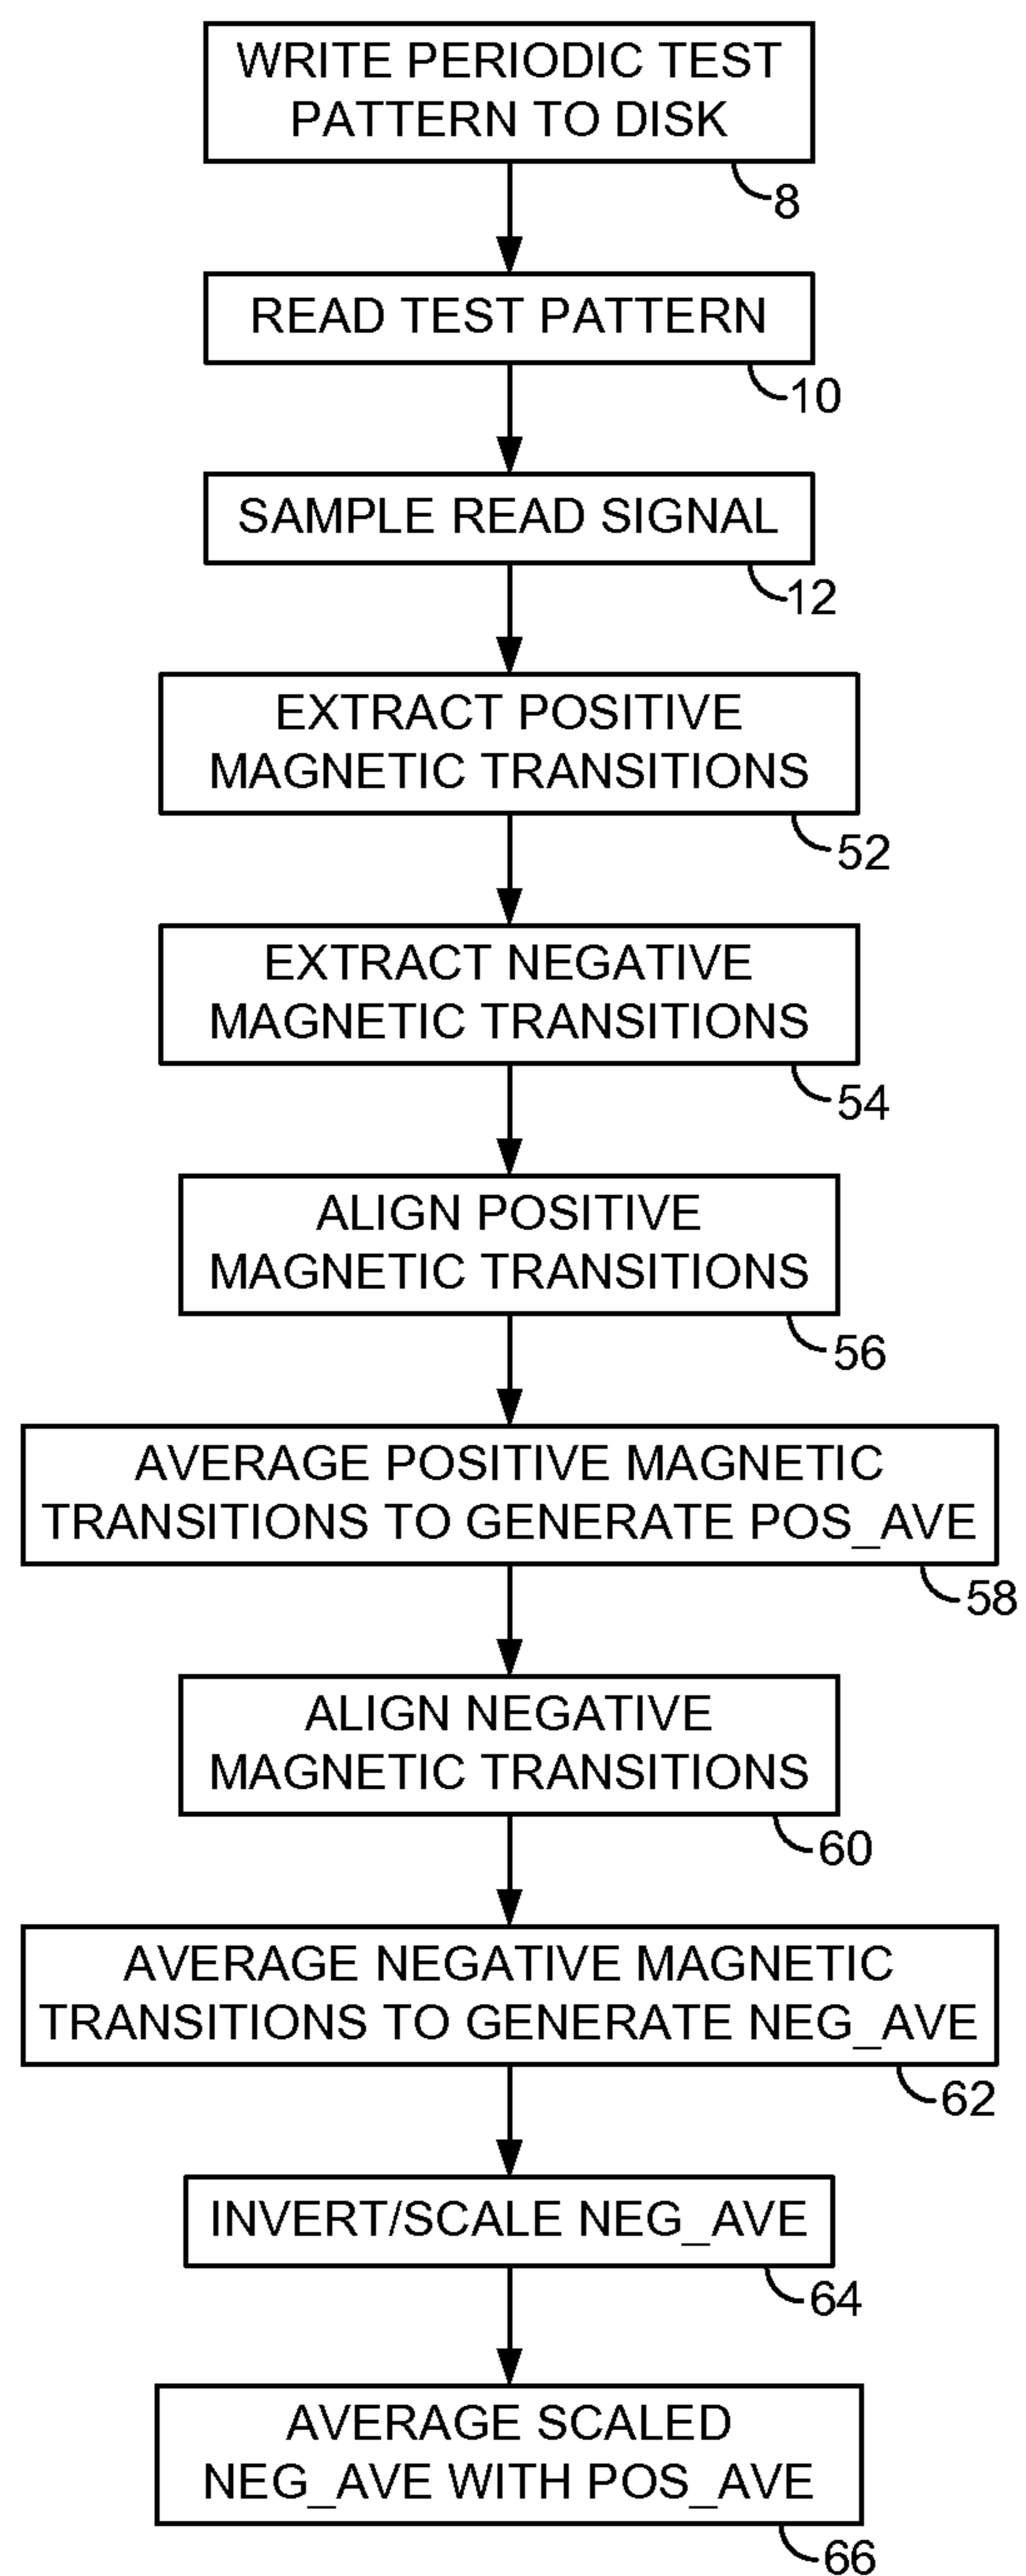 WRITE PERIODIC TEST
PATTERN TO DISK
8
READ TEST PATTERN
10
SAMPLE READ SIGNAL
12
EXTRACT POSITIVE
MAGNETIC TRANSITIONS
52
EXTRACT NEGATIVE
MAGNETIC TRANSITIONS
54
ALIGN POSITIVE
MAGNETIC TRANSITIONS
56
AVERAGE POSITIVE MAGNETIC
TRANSITIONS TO GENERATE POS_AVE
58
ALIGN NEGATIVE
MAGNETIC TRANSITIONS
60
AVERAGE NEGATIVE MAGNETIC
TRANSITIONS TO GENERATE NEG_AVE
62
INVERT/SCALE NEG_AVE
64
AVERAGE SCALED
NEG_AVE WITH POS_AVE
66